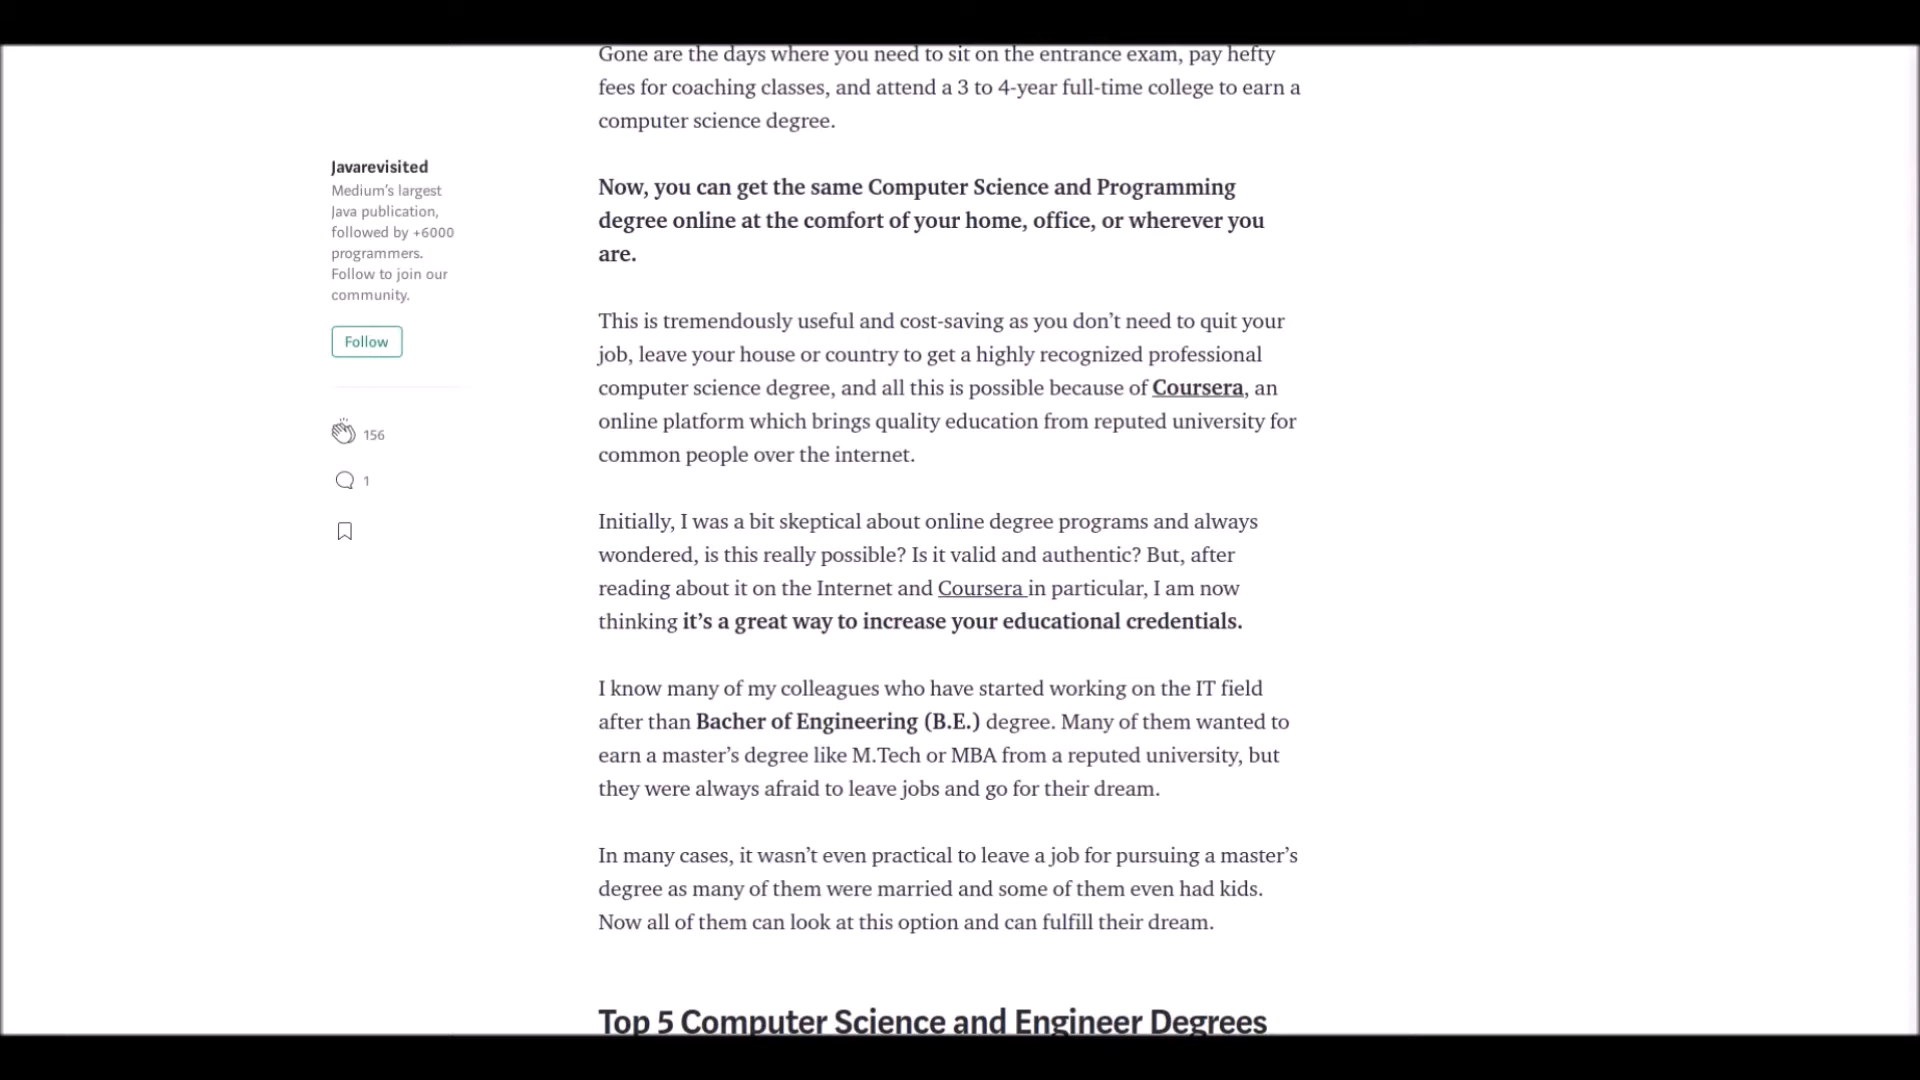 Gone are the days where you need to sit on the entrance exam, pay hefty
fees for coaching classes, and attend a 3 to 4-year full-time college to earn a
computer science degree.
Javarevisited
Medium's largest
Java publication,
followed by +6000
programmers.
Follow to join our
community.
Follow
156
1
Now, you can get the same Computer Science and Programming
degree online at the comfort of your home, office, or wherever you
are.
This is tremendously useful and cost-saving as you don't need to quit your
job, leave your house or country to get a highly recognized professional
computer science degree, and all this is possible because of Coursera, an
online platform which brings quality education from reputed university for
common people over the internet.
Initially, I was a bit skeptical about online degree programs and always
wondered, is this really possible? Is it valid and authentic? But, after
reading about it on the Internet and Coursera in particular, I am now
thinking it's a great way to increase your educational credentials.
I know many of my colleagues who have started working on the IT field
after than Bacher of Engineering (B.E.) degree. Many of them wanted to
earn a master's degree like M.Tech or MBA from a reputed university, but
they were always afraid to leave jobs and go for their dream.
In many cases, it wasn't even practical to leave a job for pursuing a master's
degree as many of them were married and some of them even had kids.
Now all of them can look at this option and can fulfill their dream.
Top 5 Computer Science and Engineer Degrees